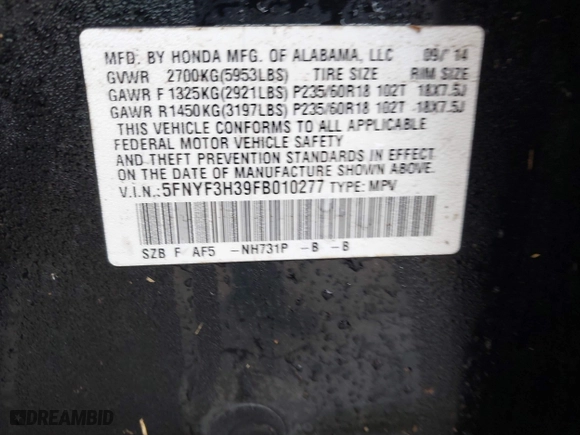 MFD. BY HONDA MFG. OF ALABAMA, LLC 09/14
GVWR 2700KG(5953LBS) TIRE SIZE RIM SIZE
GAWR F 1325KG(2921LBS) P235/60R18 102T 18X7.5J
GAWR R1450KG(3197LBS) P235/60R18 102T 18X7.5J
THIS VEHICLE CONFORMS TO ALL APPLICABLE
FEDERAL MOTOR VEHICLE SAFETY
AND THEFT PREVENTION STANDARDS IN EFFECT
ON THE DATE OF MANUFACTURE SHOWN ABOVE.
V.I.N.:5FNYF3H39FB010277 TYPE: MPV
SZB F AF5 -NH731P -B -B
DREAMBID